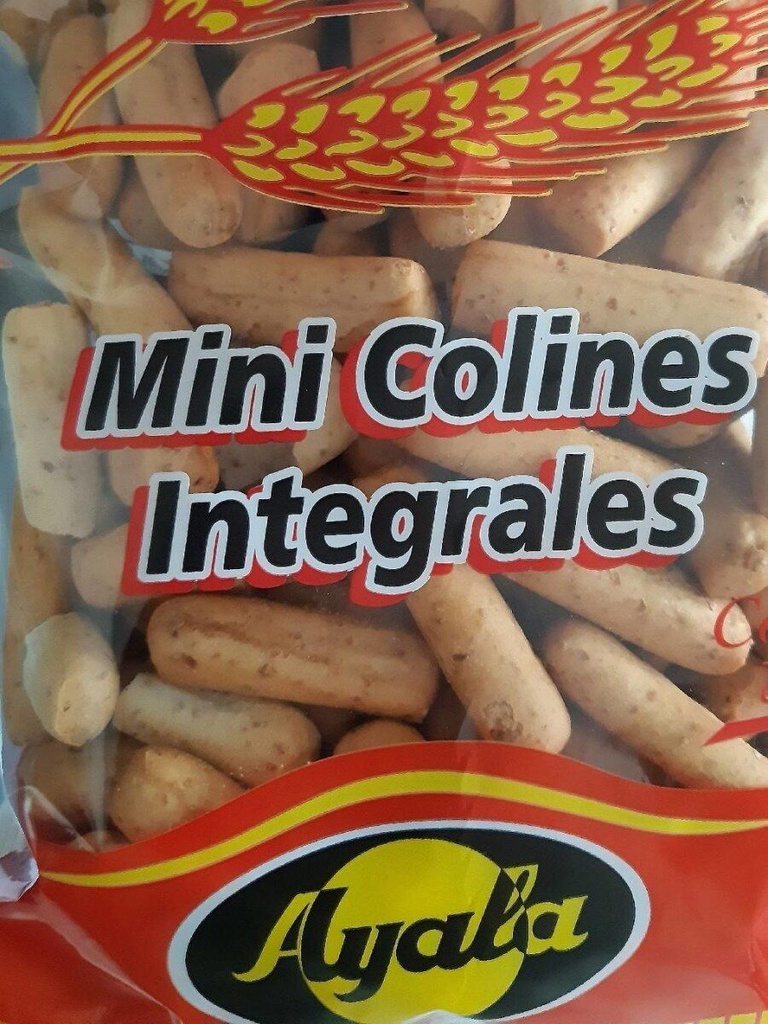 Mini Colines
Integrales
Ayala